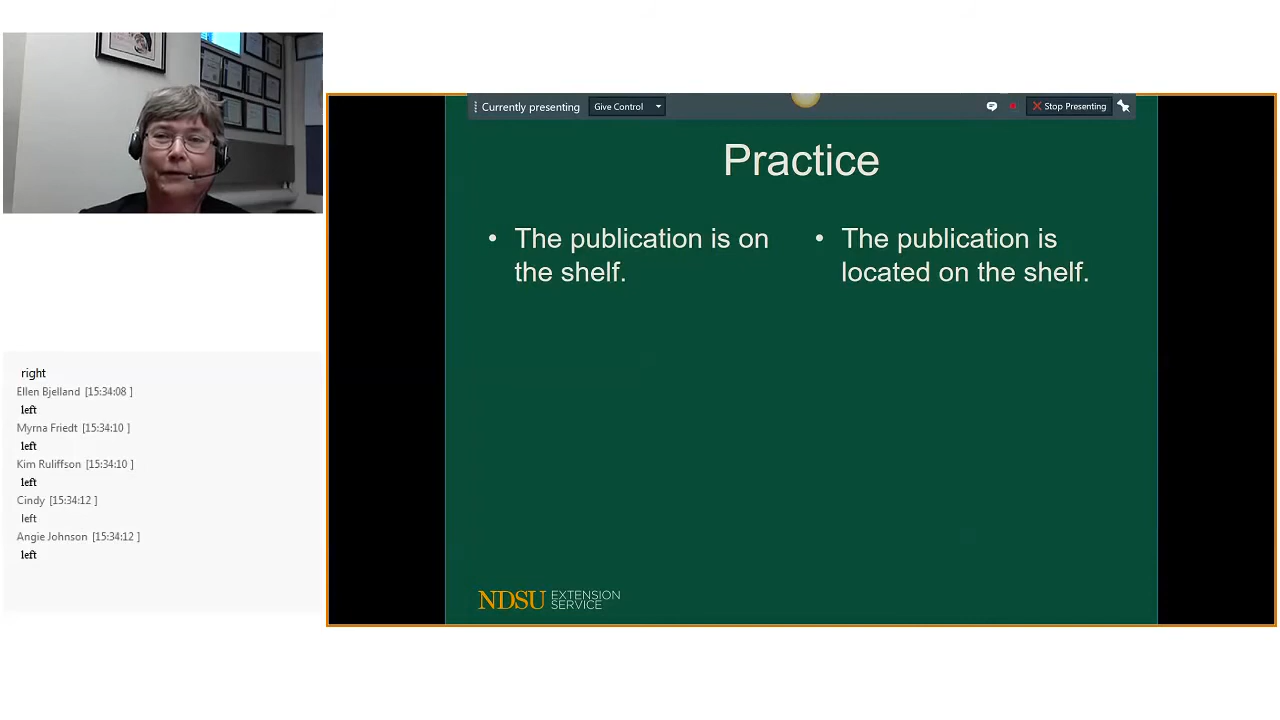 Currently presenting Give Control Stop Presenting
Practice
• The publication is on
the shelf.
• The publication is
located on the shelf.
right
Ellen Bjelland [15:34:08 ]
left
Myrna Friedt [15:34:10 ]
left
Kim Ruliffson [15:34:10 ]
left
Cindy [15:34:12 ]
left
Angie Johnson [15:34:12 ]
left
NDSU EXTENSION
SERVICE